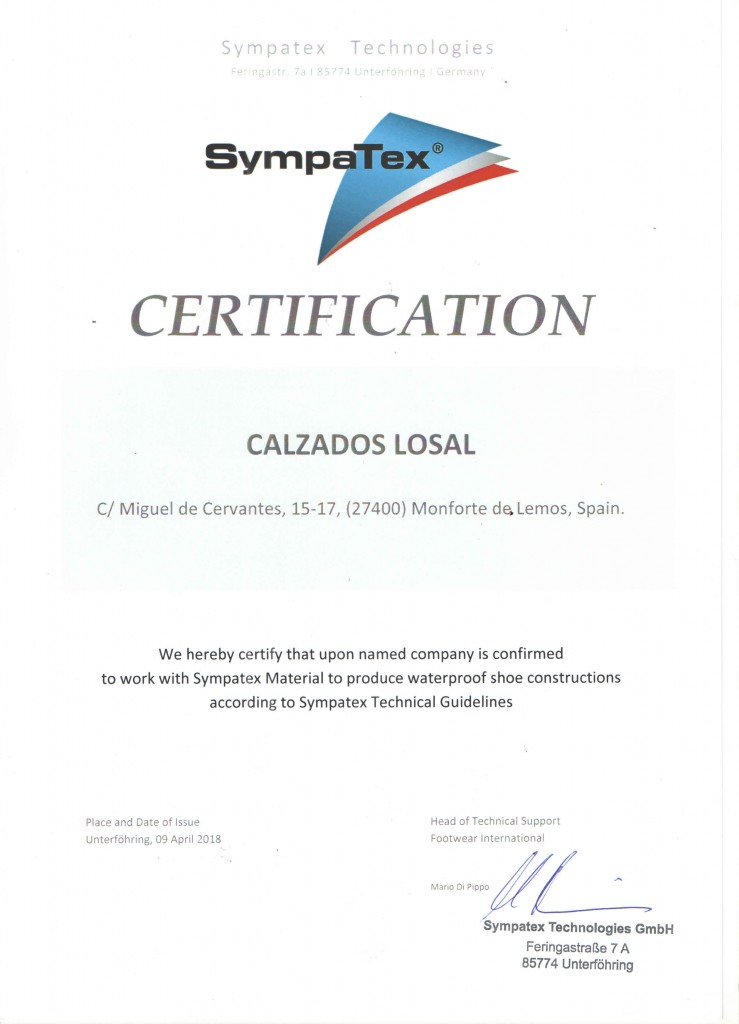 Sympatex Technologies
Feringastr. 7a I 85774 Unterföhring I Germany
SympaTex®
CERTIFICATION
CALZADOS LOSAL
C/ Miguel de Cervantes, 15-17, (27400) Monforte de Lemos, Spain.
We hereby certify that upon named company is confirmed
to work with Sympatex Material to produce waterproof shoe constructions
according to Sympatex Technical Guidelines
Place and Date of Issue
Unterföhring, 09 April 2018
Head of Technical Support
Footwear International
Mario Di Pippo
Sympatex Technologies GmbH
Feringastraße 7 A
85774 Unterföhring